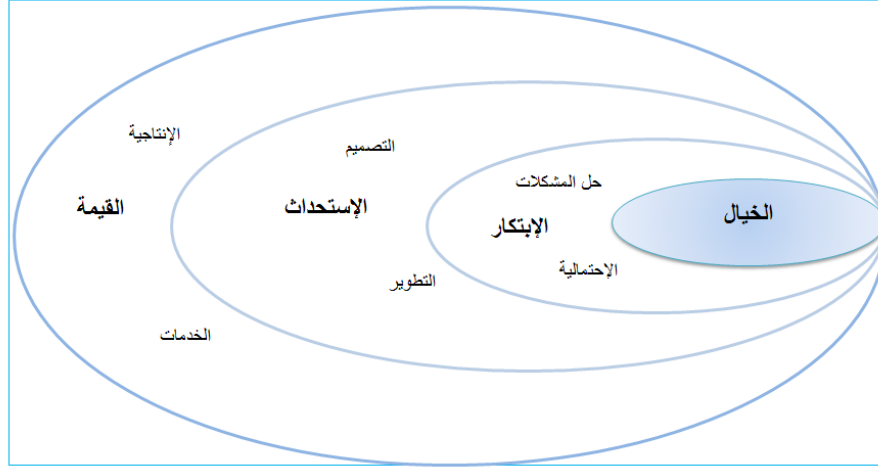 الخيال
حل المشكلات
الإبتكار
الإحتمالية
التصميم
الإستحداث
التطوير
الإنتاجية
القيمة
الخدمات